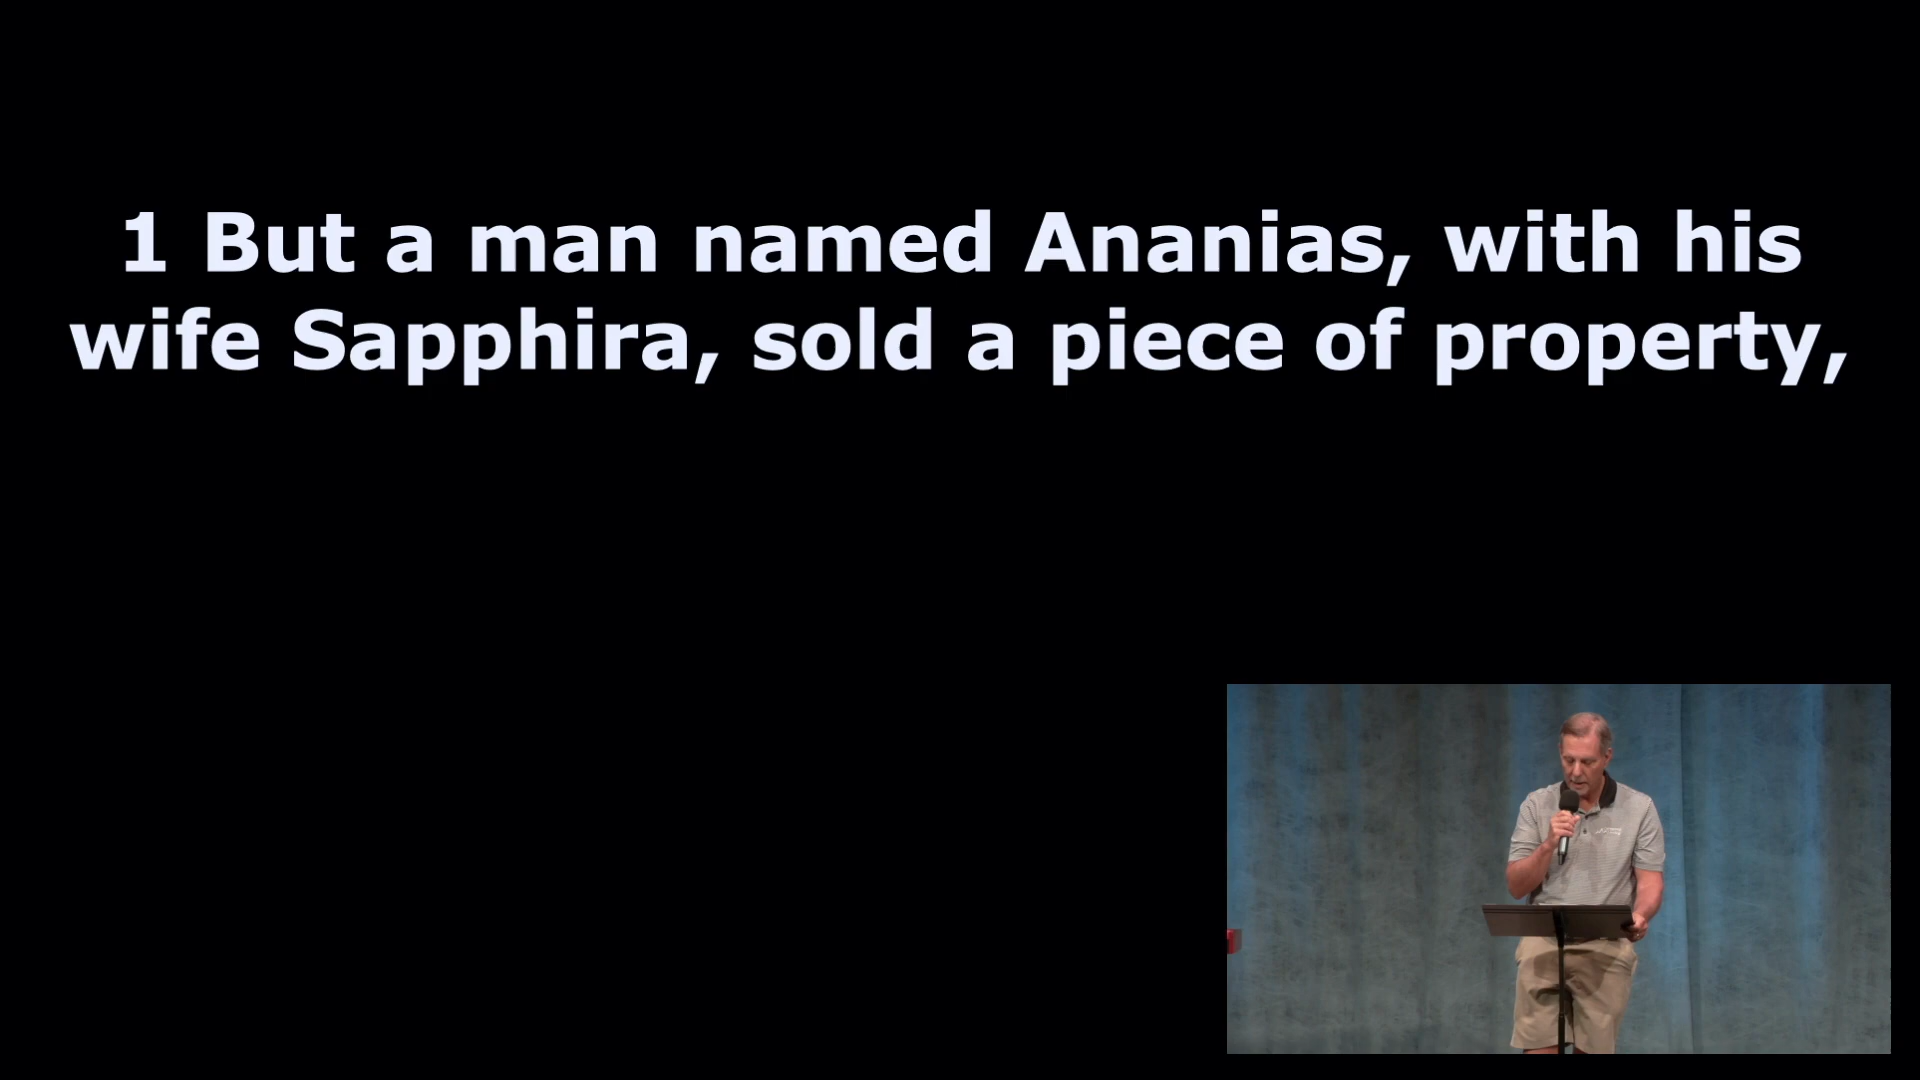 1 But a man named Ananias, with his
wife Sapphira, sold a piece of property,